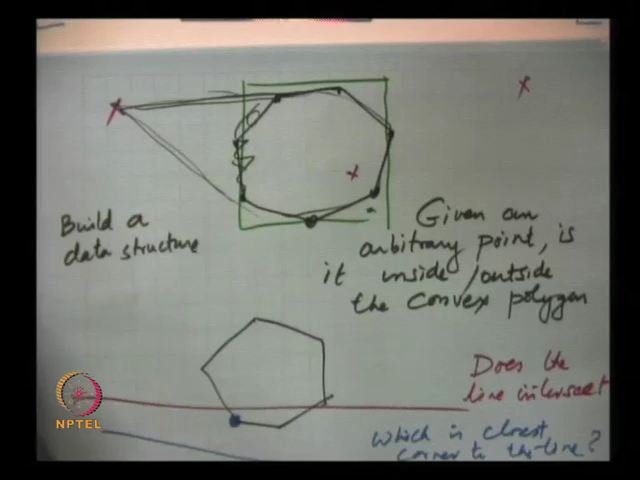 Build a
data structure
Given an
arbitrary point, is
it inside/outside
the convex polygon
Does the
line intersect
Which is closest
corner to the line?
NPTEL